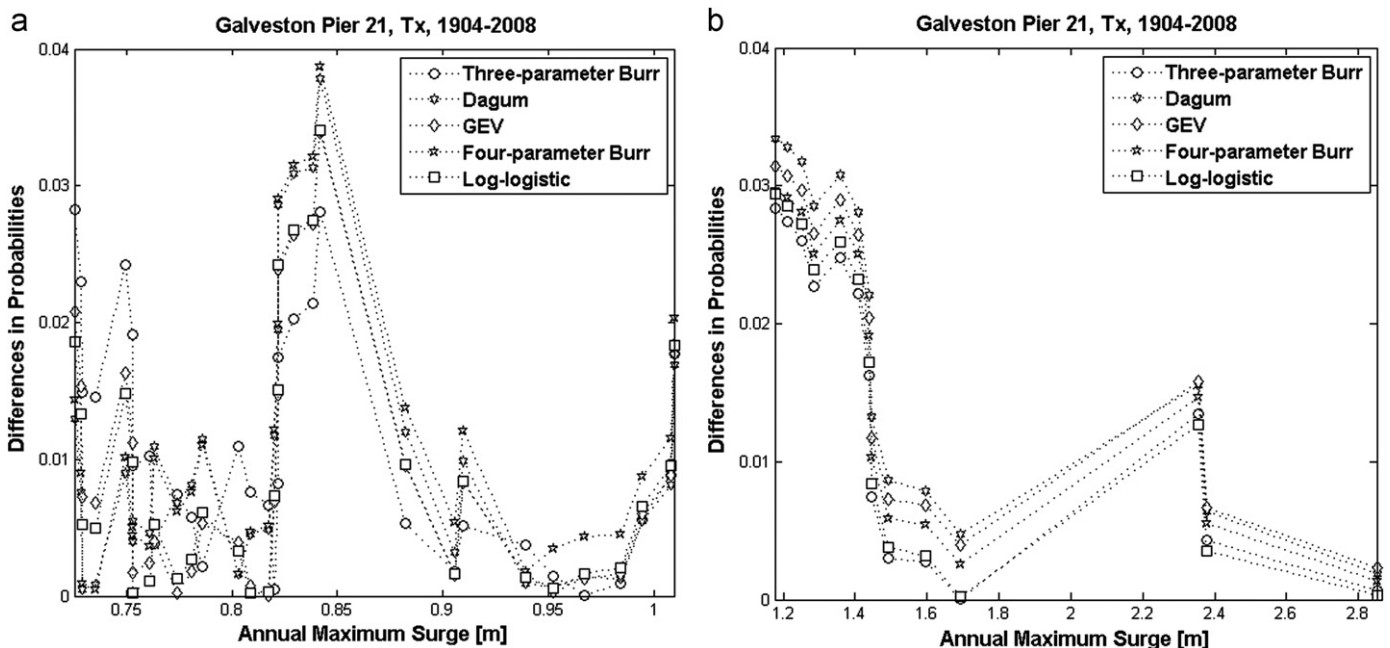 a
Galveston Pier 21, Tx, 1904-2008
0.04
0.03
0.02
0.01
0
Differences in Probabilities
Three-parameter Burr
Dagum
GEV
Four-parameter Burr
Log-logistic
0.75
0.8
0.85
0.9
0.95
1
Annual Maximum Surge [m]
b
Galveston Pier 21, Tx, 1904-2008
0.04
0.03
0.02
0.01
0
Differences in Probabilities
Three-parameter Burr
Dagum
GEV
Four-parameter Burr
Log-logistic
1.2
1.4
1.6
1.8
2
2.2
2.4
2.6
2.8
Annual Maximum Surge [m]